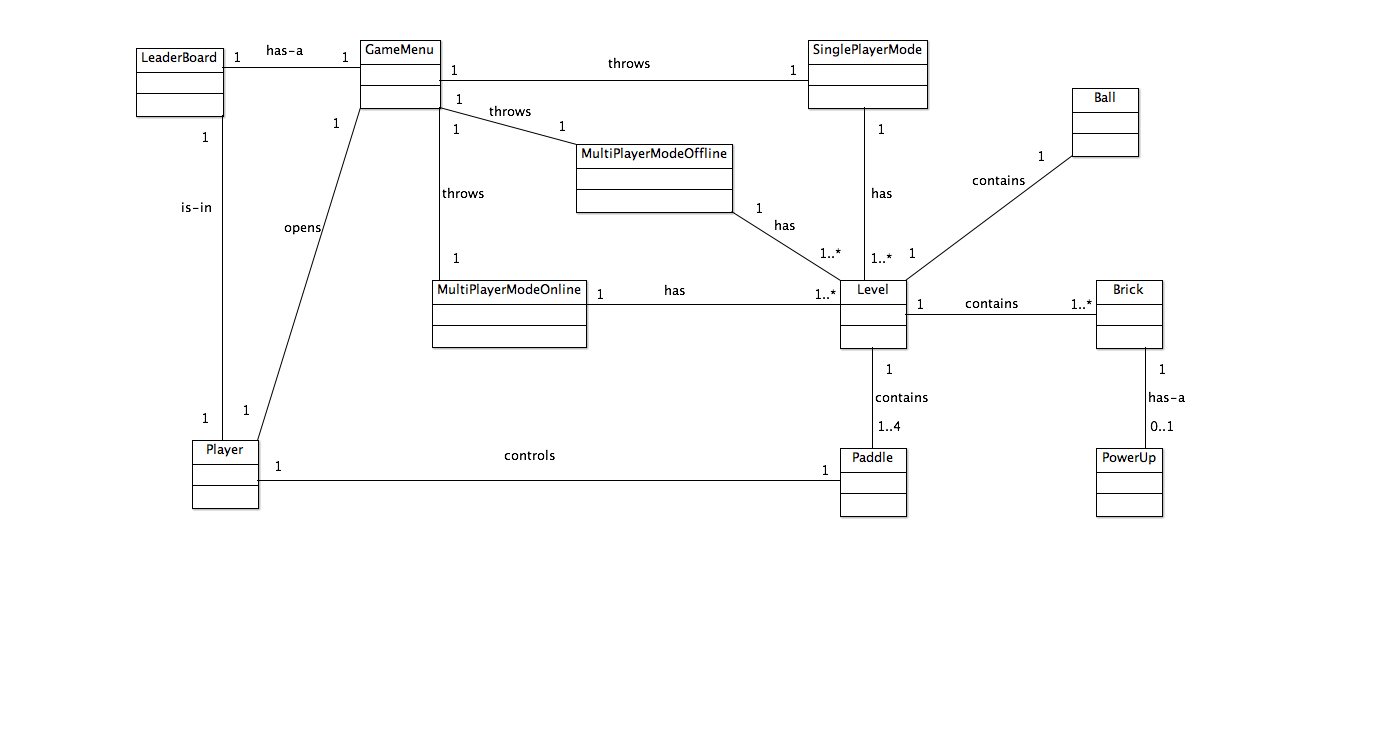 LeaderBoard
1
has-a
1
GameMenu
1
throws
1
SinglePlayerMode
Ball
1
throws
1
1
1
1
1
MultiPlayerModeOffline
1
contains
is-in
opens
throws
1
has
has
1
1..*
1..*
1
1
MultiPlayerModeOnline
1
has
1..*
Level
1
contains
1..*
Brick
1
contains
1..4
1
has-a
0..1
1
1
Player
1
controls
1
Paddle
PowerUp